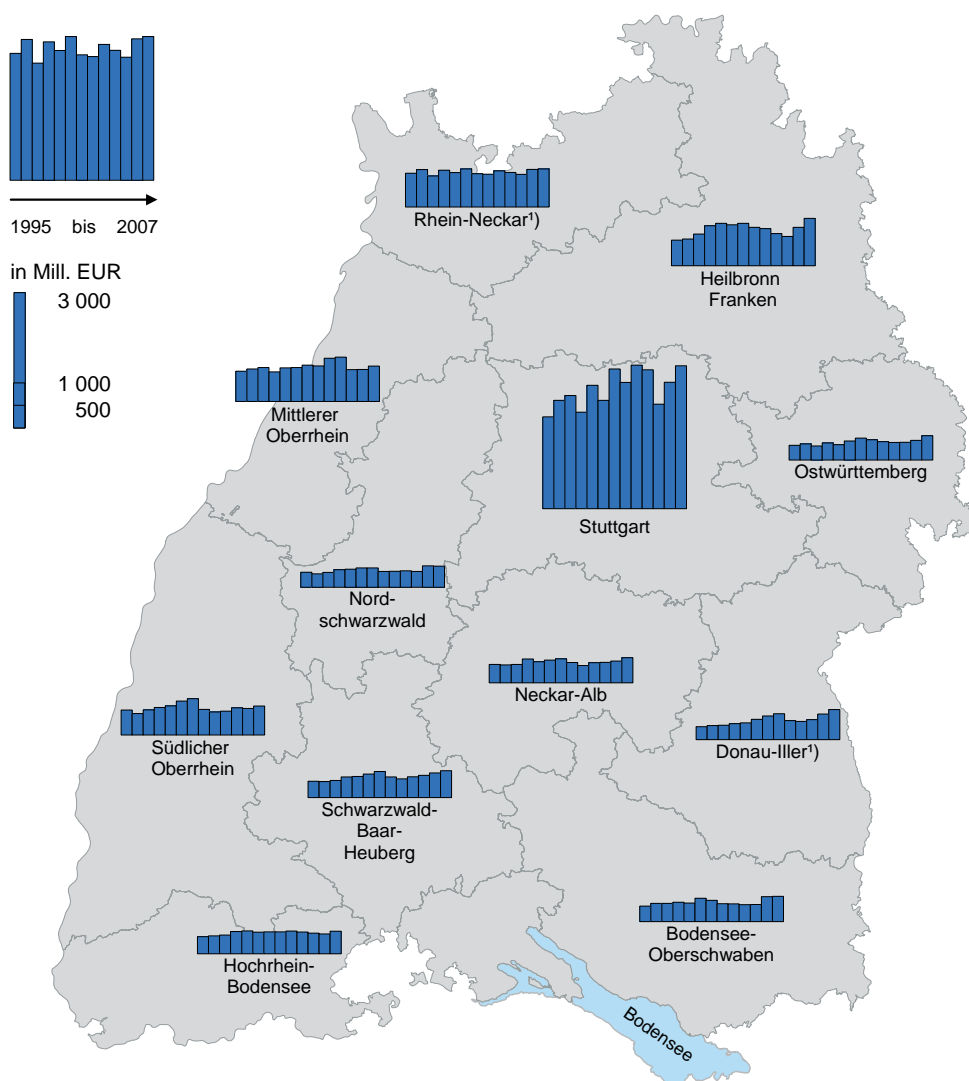 1995 bis 2007
in Mill. EUR
3 000
1 000
500
Rhein-Neckar¹)
Heilbronn
Franken
Mittlerer
Oberrhein
Stuttgart
Ostwürttemberg
Nord-
schwarzwald
Neckar-Alb
Südlicher
Oberrhein
Donau-Iller¹)
Schwarzwald-
Baar-
Heuberg
Bodensee-
Oberschwaben
Hochrhein-
Bodensee
Bodensee